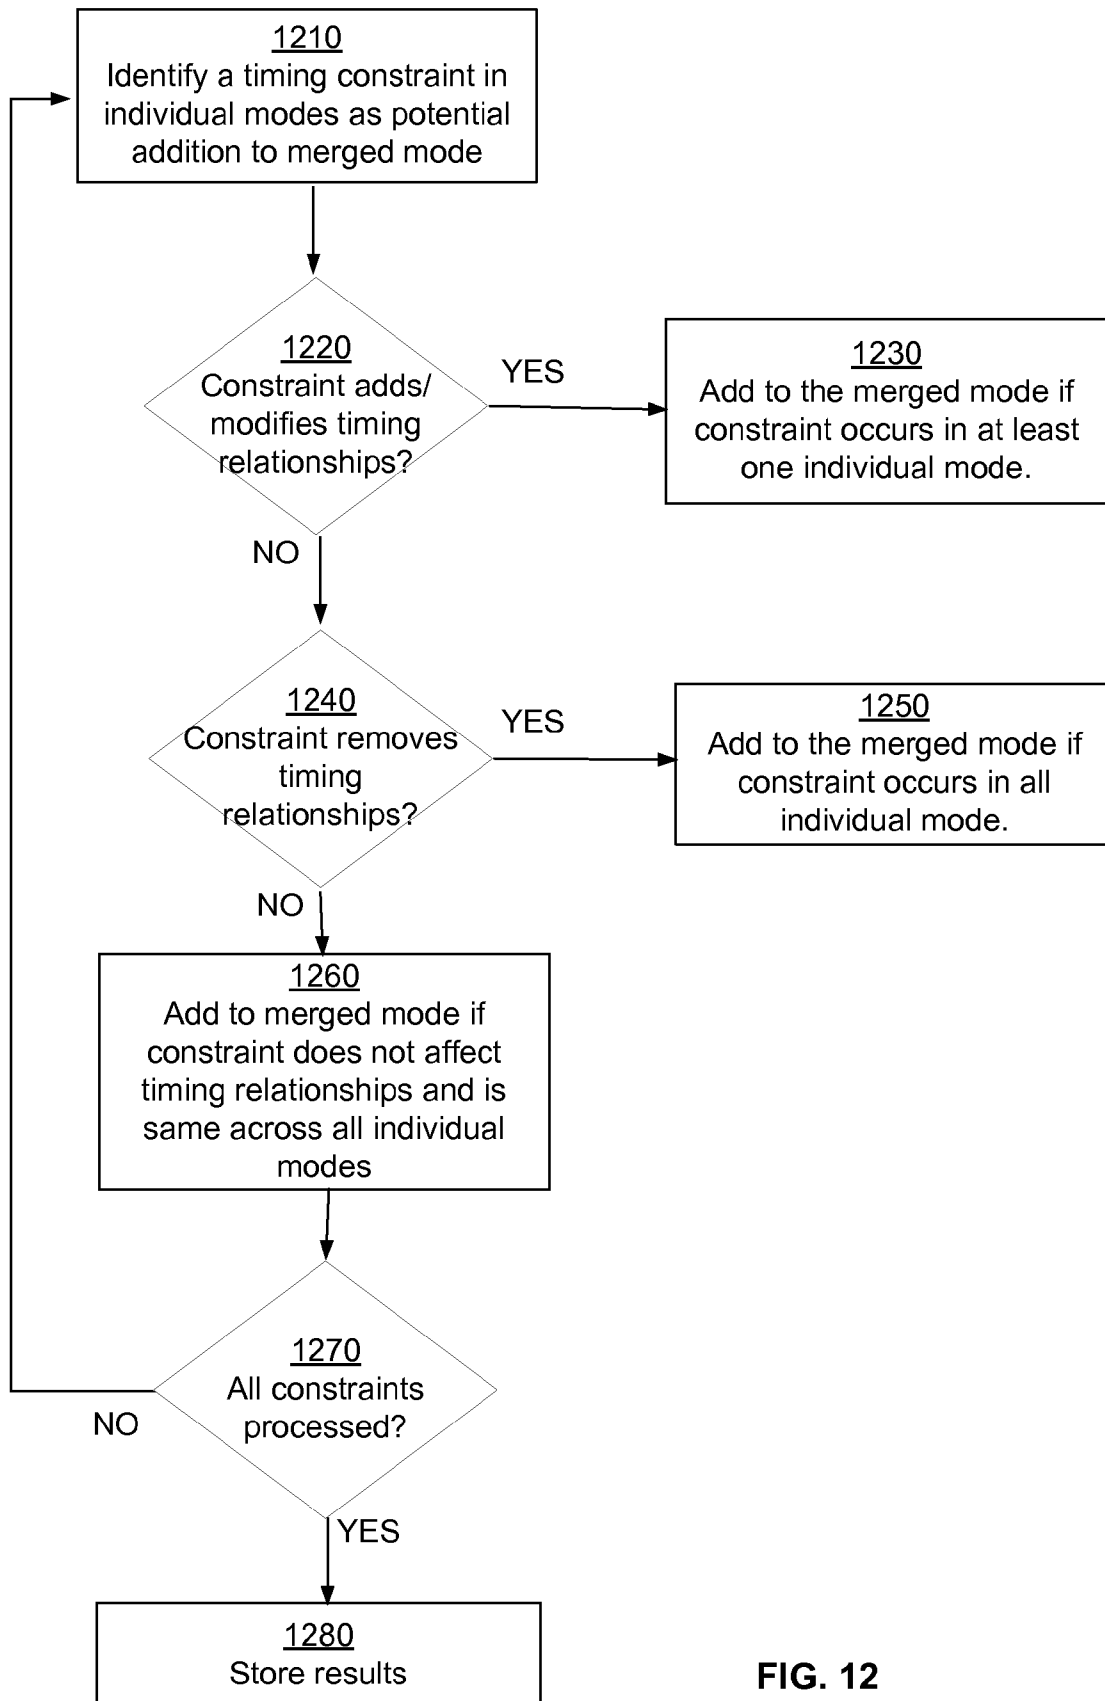 1210
Identify a timing constraint in
individual modes as potential
addition to merged mode
1220
Constraint adds/
modifies timing
relationships?
YES
1230
Add to the merged mode if
constraint occurs in at least
one individual mode.
NO
1240
Constraint removes
timing
relationships?
YES
1250
Add to the merged mode if
constraint occurs in all
individual mode.
NO
1260
Add to merged mode if
constraint does not affect
timing relationships and is
same across all individual
modes
1270
All constraints
processed?
NO
YES
1280
Store results
FIG. 12